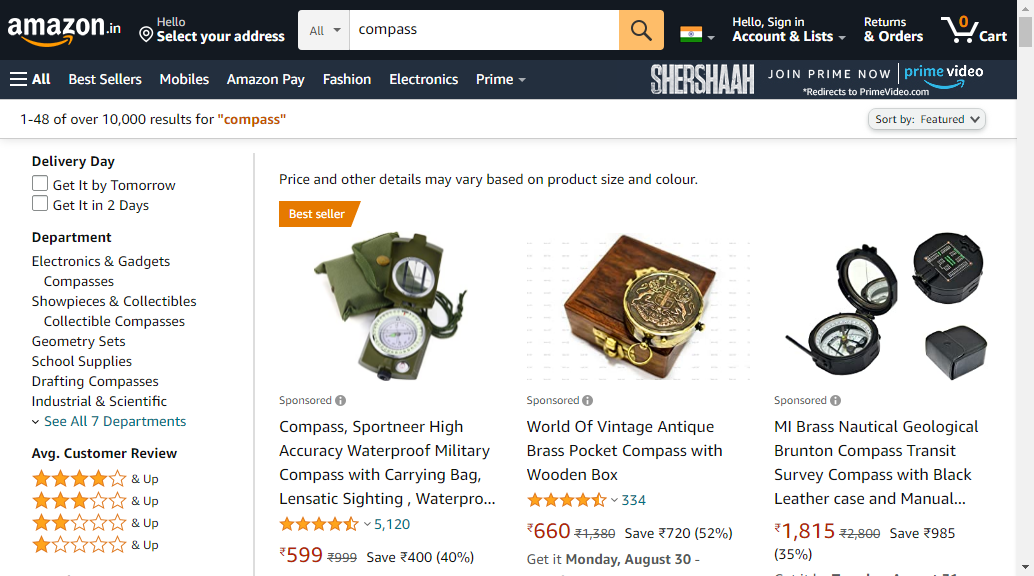 amazon.in
Hello
Select your address
All
compass
Hello, Sign in
Account & Lists
Returns
& Orders
0
Cart
All
Best Sellers
Mobiles
Amazon Pay
Fashion
Electronics
Prime
SHERSHAAH
JOIN PRIME NOW
prime video
*Redirects to PrimeVideo.com
1-48 of over 10,000 results for "compass"
Sort by: Featured
Delivery Day
Get It by Tomorrow
Get It in 2 Days
Department
Electronics & Gadgets
Compasses
Showpieces & Collectibles
Collectible Compasses
Geometry Sets
School Supplies
Drafting Compasses
Industrial & Scientific
See All 7 Departments
Avg. Customer Review
& Up
& Up
& Up
& Up
Price and other details may vary based on product size and colour.
Best seller
Sponsored
Compass, Sportneer High
Accuracy Waterproof Military
Compass with Carrying Bag,
Lensatic Sighting , Waterpro...
5,120
₹599 ₹999 Save ₹400 (40%)
Sponsored
World Of Vintage Antique
Brass Pocket Compass with
Wooden Box
334
₹660 ₹1,380 Save ₹720 (52%)
Get it Monday, August 30 -
Sponsored
MI Brass Nautical Geological
Brunton Compass Transit
Survey Compass with Black
Leather case and Manual...
₹1,815 ₹2,800 Save ₹985
(35%)